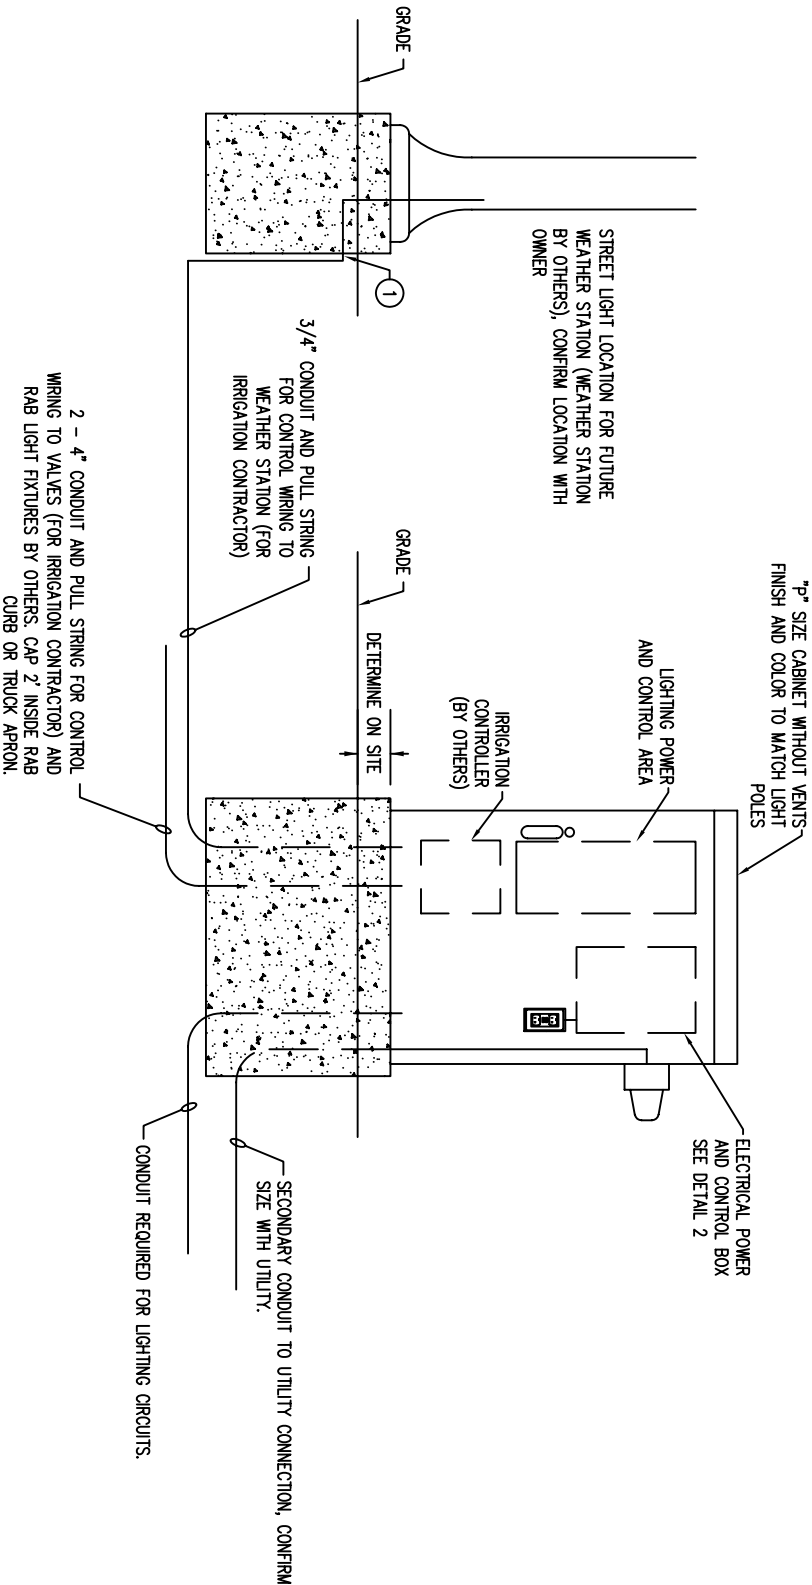 "P" SIZE CABINET WITHOUT VENTS
FINISH AND COLOR TO MATCH LIGHT
POLES
LIGHTING POWER
AND CONTROL AREA
IRRIGATION
CONTROLLER
(BY OTHERS)
ELECTRICAL POWER
AND CONTROL BOX
SEE DETAIL 2
STREET LIGHT LOCATION FOR FUTURE
WEATHER STATION (WEATHER STATION
BY OTHERS), CONFIRM LOCATION WITH
OWNER
GRADE
1
GRADE
DETERMINE ON SITE
3/4" CONDUIT AND PULL STRING
FOR CONTROL WIRING TO
WEATHER STATION (FOR
IRRIGATION CONTRACTOR)
2 - 4" CONDUIT AND PULL STRING FOR CONTROL
WIRING TO VALVES (FOR IRRIGATION CONTRACTOR) AND
RAB LIGHT FIXTURES BY OTHERS. CAP 2' INSIDE RAB
CURB OR TRUCK APRON.
SECONDARY CONDUIT TO UTILITY CONNECTION, CONFIRM
SIZE WITH UTILITY.
CONDUIT REQUIRED FOR LIGHTING CIRCUITS.